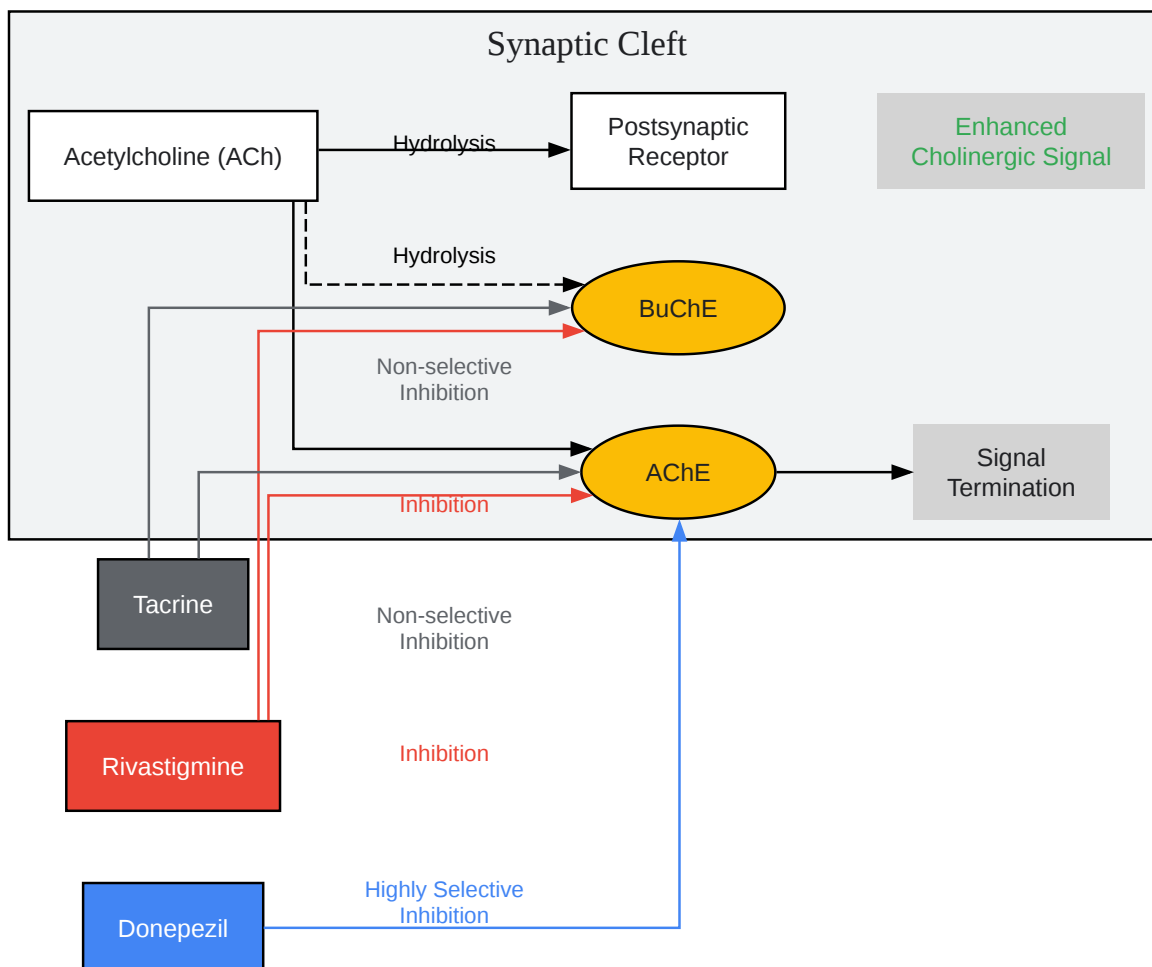 Synaptic Cleft
Acetylcholine (ACh)
Hydrolysis
Postsynaptic
Receptor
Enhanced
Cholinergic Signal
Hydrolysis
BuChE
Non-selective
Inhibition
AChE
Signal
Termination
Inhibition
Tacrine
Non-selective
Inhibition
Rivastigmine
Inhibition
Donepezil
Highly Selective
Inhibition